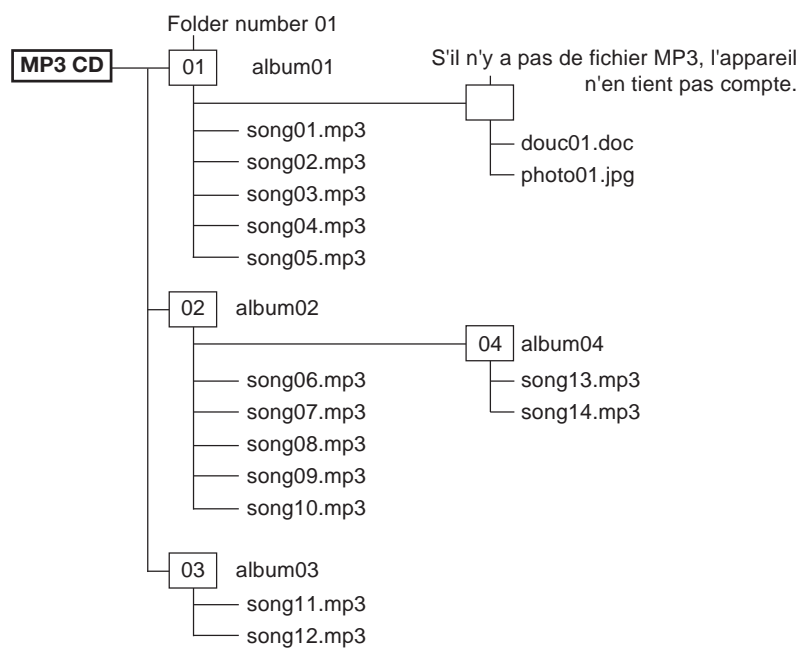 Folder number 01
MP3 CD
01 album01
S'il n'y a pas de fichier MP3, l'appareil
n'en tient pas compte.
song01.mp3
song02.mp3
song03.mp3
song04.mp3
song05.mp3
douc01.doc
photo01.jpg
02 album02
04 album04
song06.mp3
song07.mp3
song08.mp3
song09.mp3
song10.mp3
song13.mp3
song14.mp3
03 album03
song11.mp3
song12.mp3